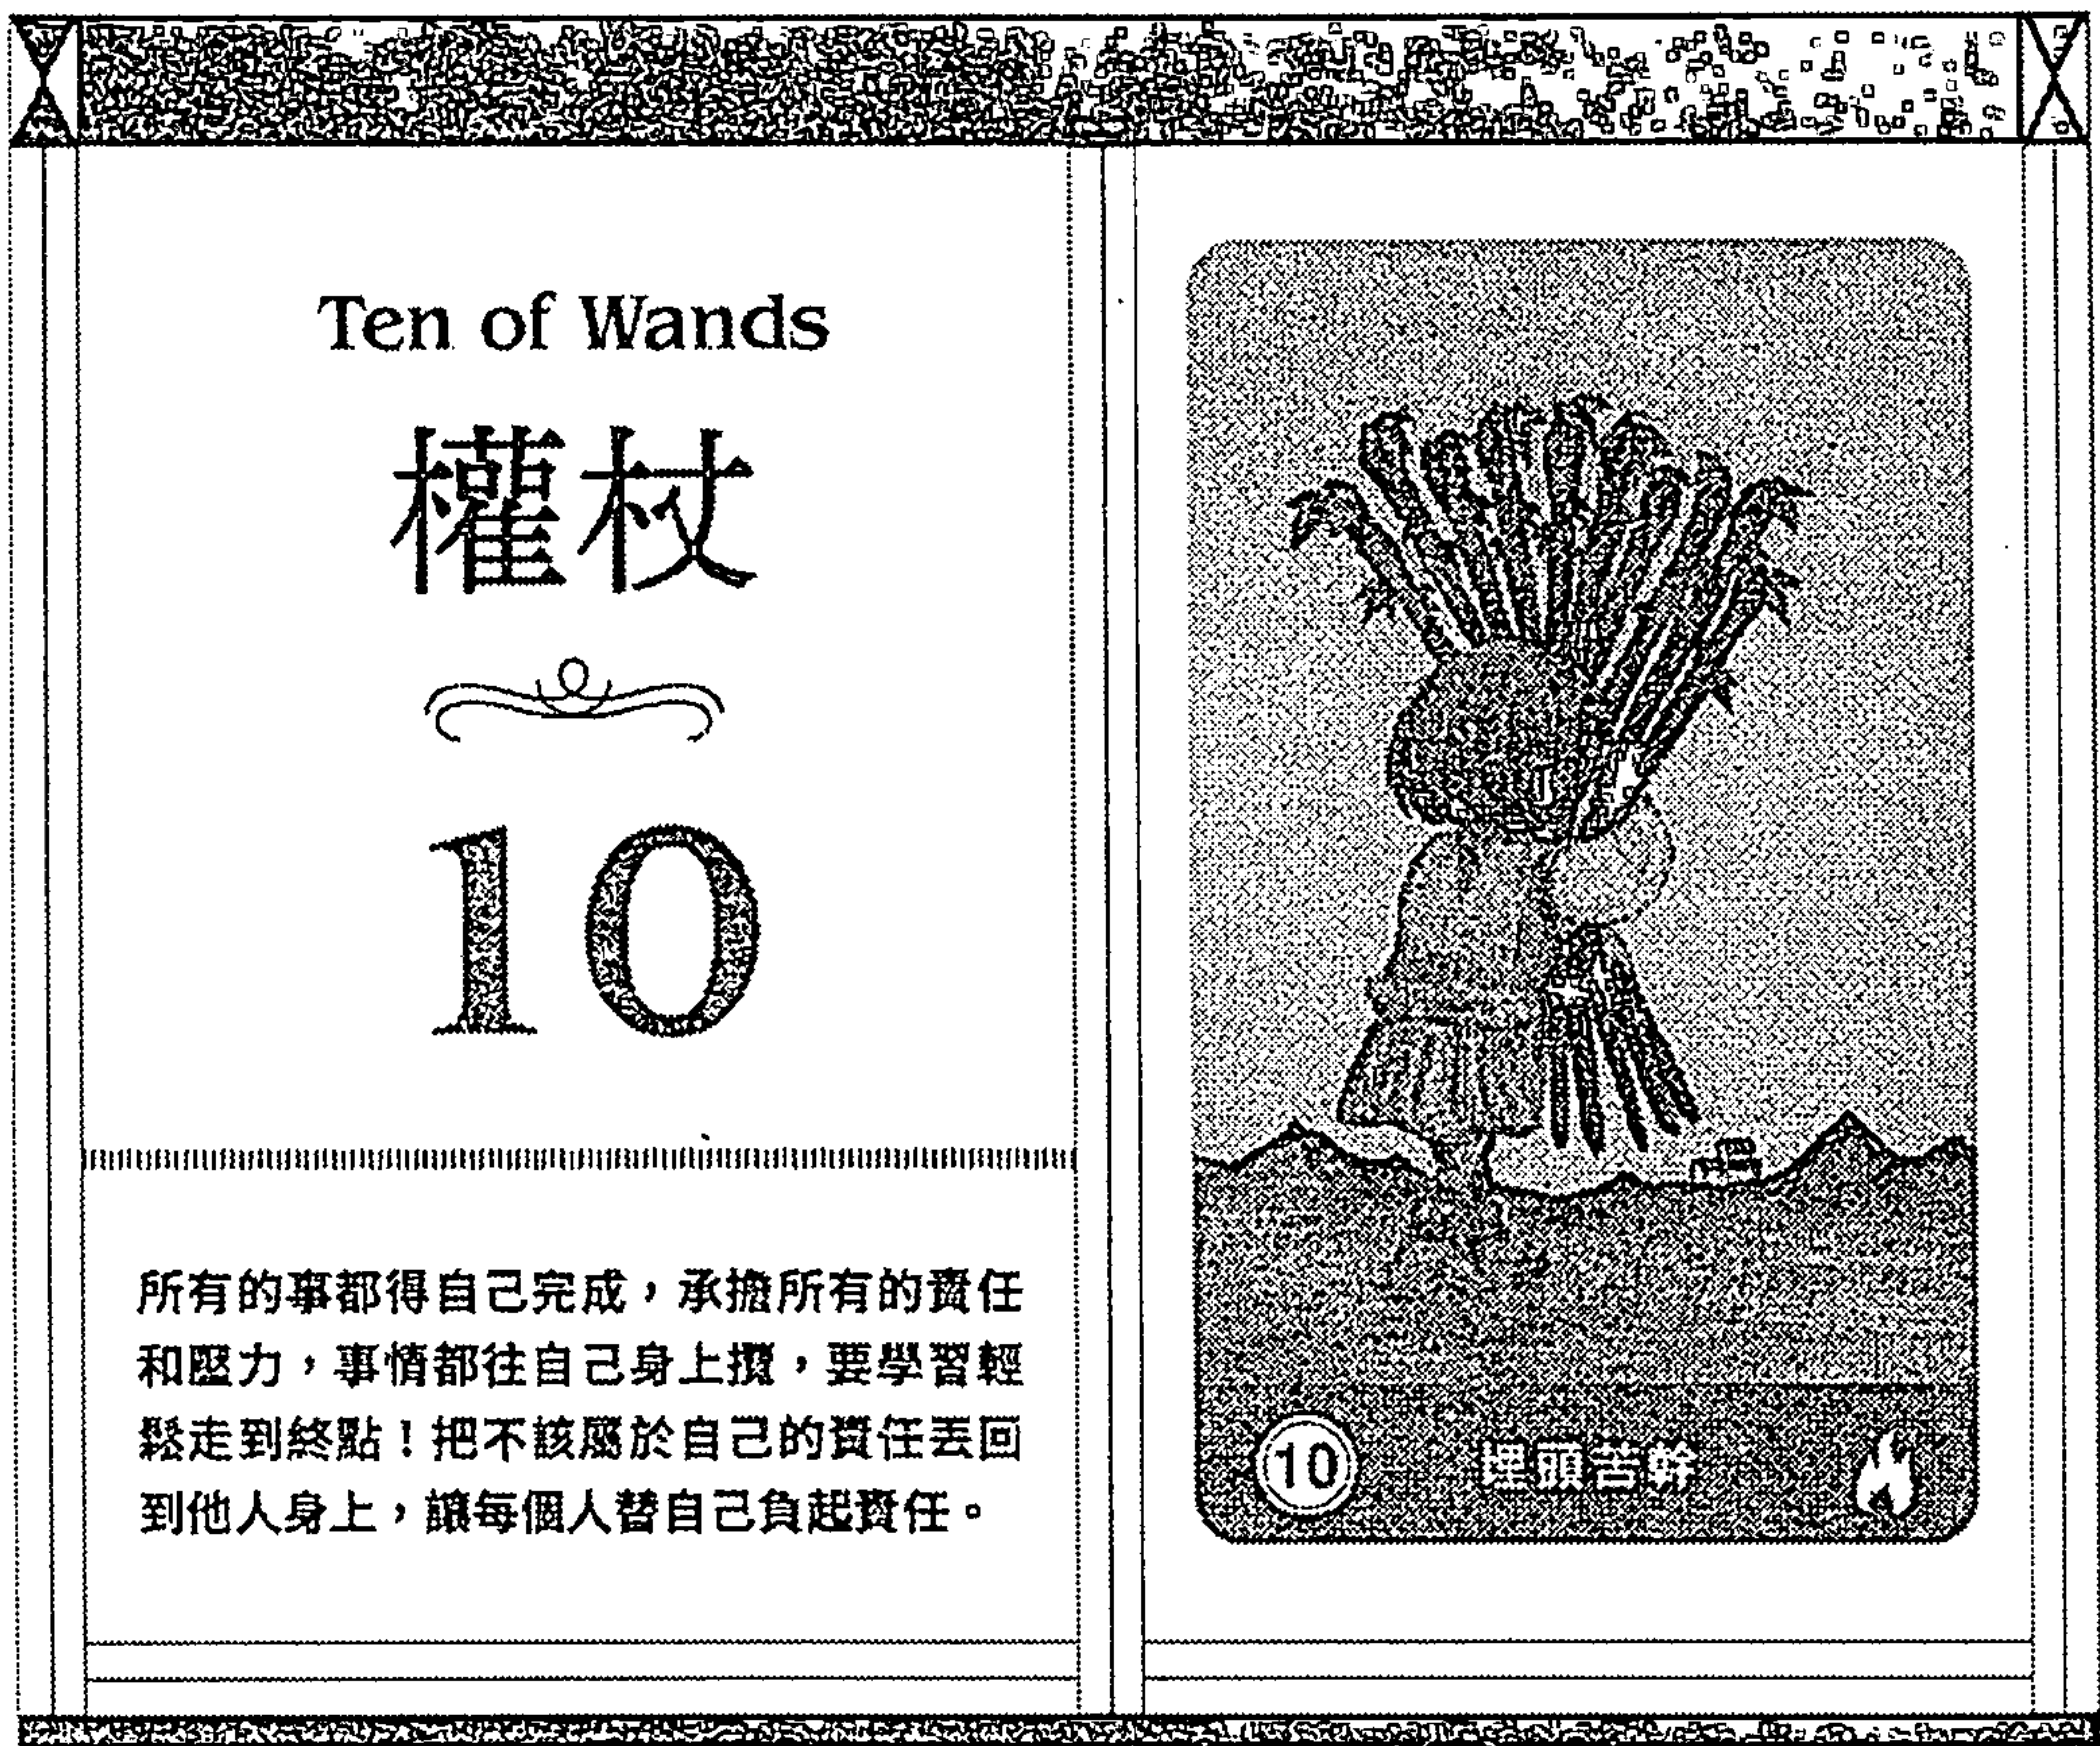 Ten of Wands
權杖
10
所有的事都得自己完成，承擔所有的責任
和壓力，事情都往自己身上攬，要學習輕
鬆走到終點！把不該屬於自己的責任丟回
到他人身上，讓每個人替自己負起責任。
10 埋頭苦幹